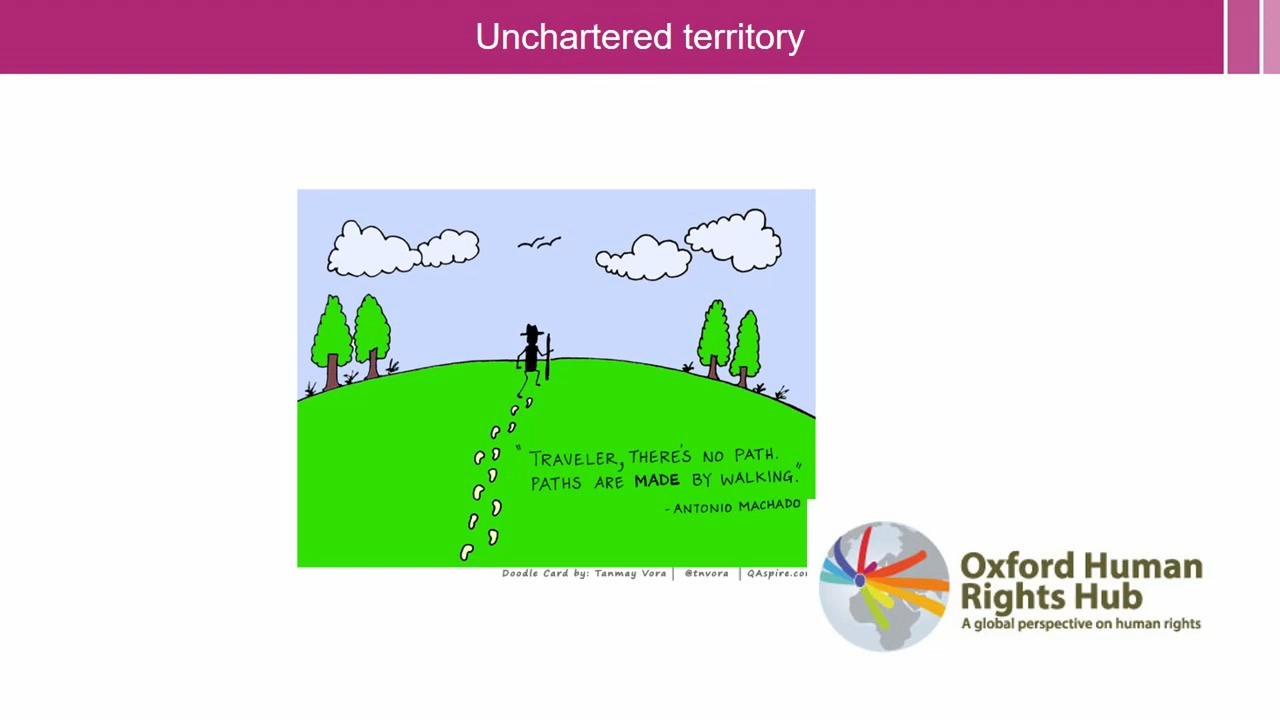 Unchartered territory
"TRAVELER, THERE'S NO PATH.
PATHS ARE MADE BY WALKING."
- ANTONIO MACHADO
Doodle Card by: Tanmay Vora | @tnvora | QAspire.co
Oxford Human
Rights Hub
A global perspective on human rights